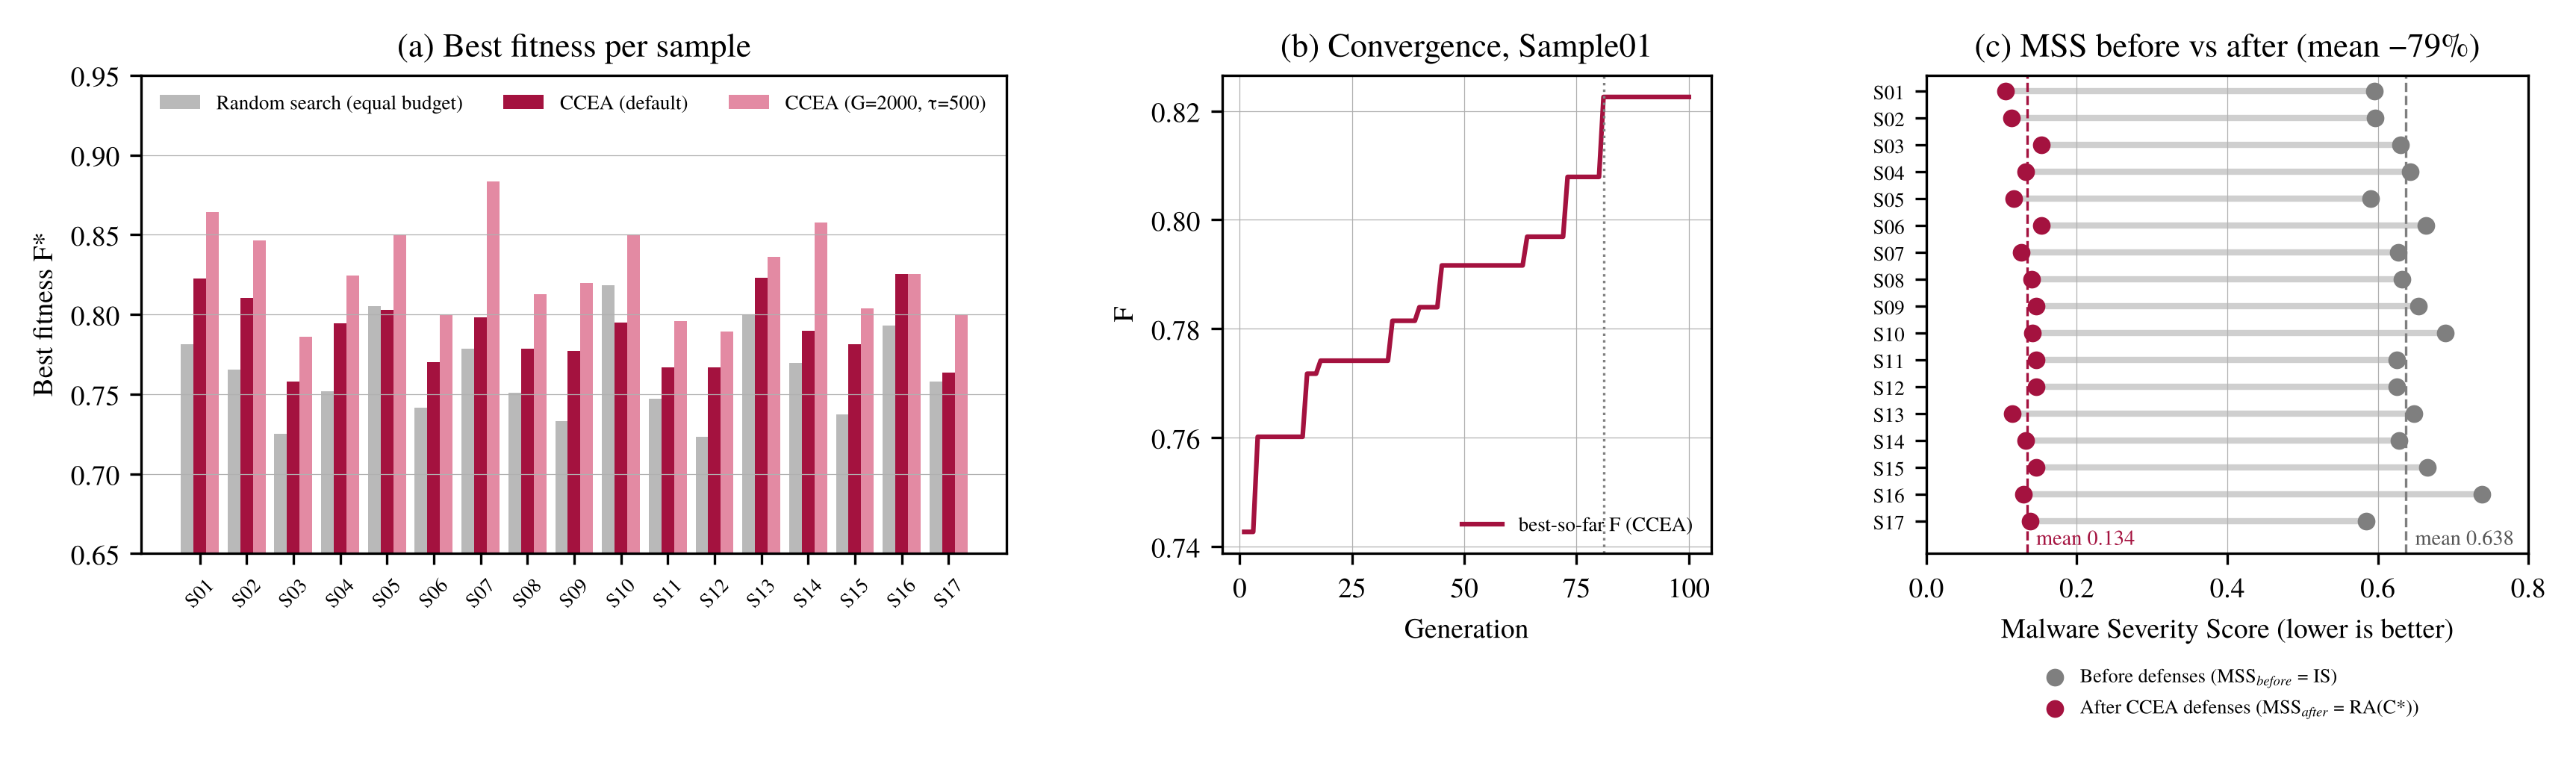 (a) Best fitness per sample
Random search (equal budget)
CCEA (default)
CCEA (G=2000, τ=500)
Best fitness F*
0.95
0.90
0.85
0.80
0.75
0.70
0.65
S01
S02
S03
S04
S05
S06
S07
S08
S09
S10
S11
S12
S13
S14
S15
S16
S17
(b) Convergence, Sample01
F
0.82
0.80
0.78
0.76
0.74
best-so-far F (CCEA)
0
25
50
75
100
Generation
(c) MSS before vs after (mean −79%)
S01
S02
S03
S04
S05
S06
S07
S08
S09
S10
S11
S12
S13
S14
S15
S16
S17
mean 0.134
mean 0.638
0.0
0.2
0.4
0.6
0.8
Malware Severity Score (lower is better)
Before defenses (MSSbefore = IS)
After CCEA defenses (MSSafter = RA(C*))